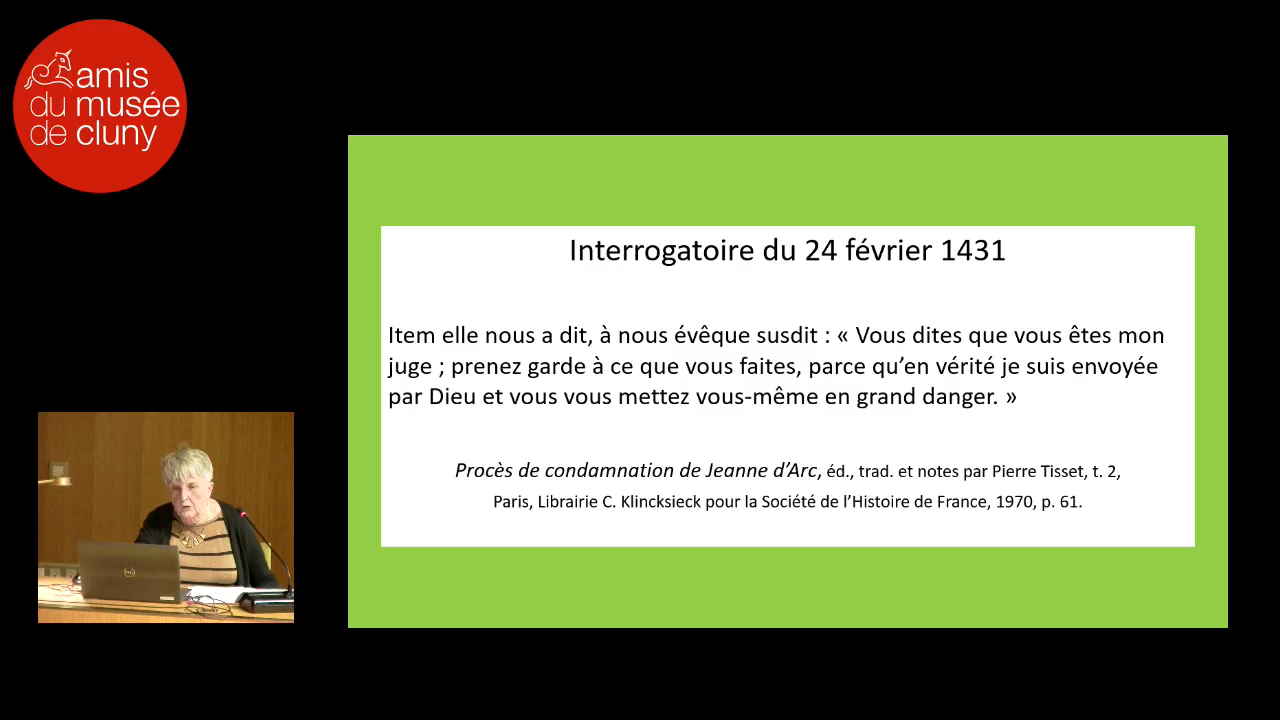 amis
du musée
de cluny
Interrogatoire du 24 février 1431
Item elle nous a dit, à nous évêque susdit : « Vous dites que vous êtes mon
juge ; prenez garde à ce que vous faites, parce qu’en vérité je suis envoyée
par Dieu et vous vous mettez vous-même en grand danger. »
Procès de condamnation de Jeanne d’Arc, éd., trad. et notes par Pierre Tisset, t. 2,
Paris, Librairie C. Klincksieck pour la Société de l’Histoire de France, 1970, p. 61.